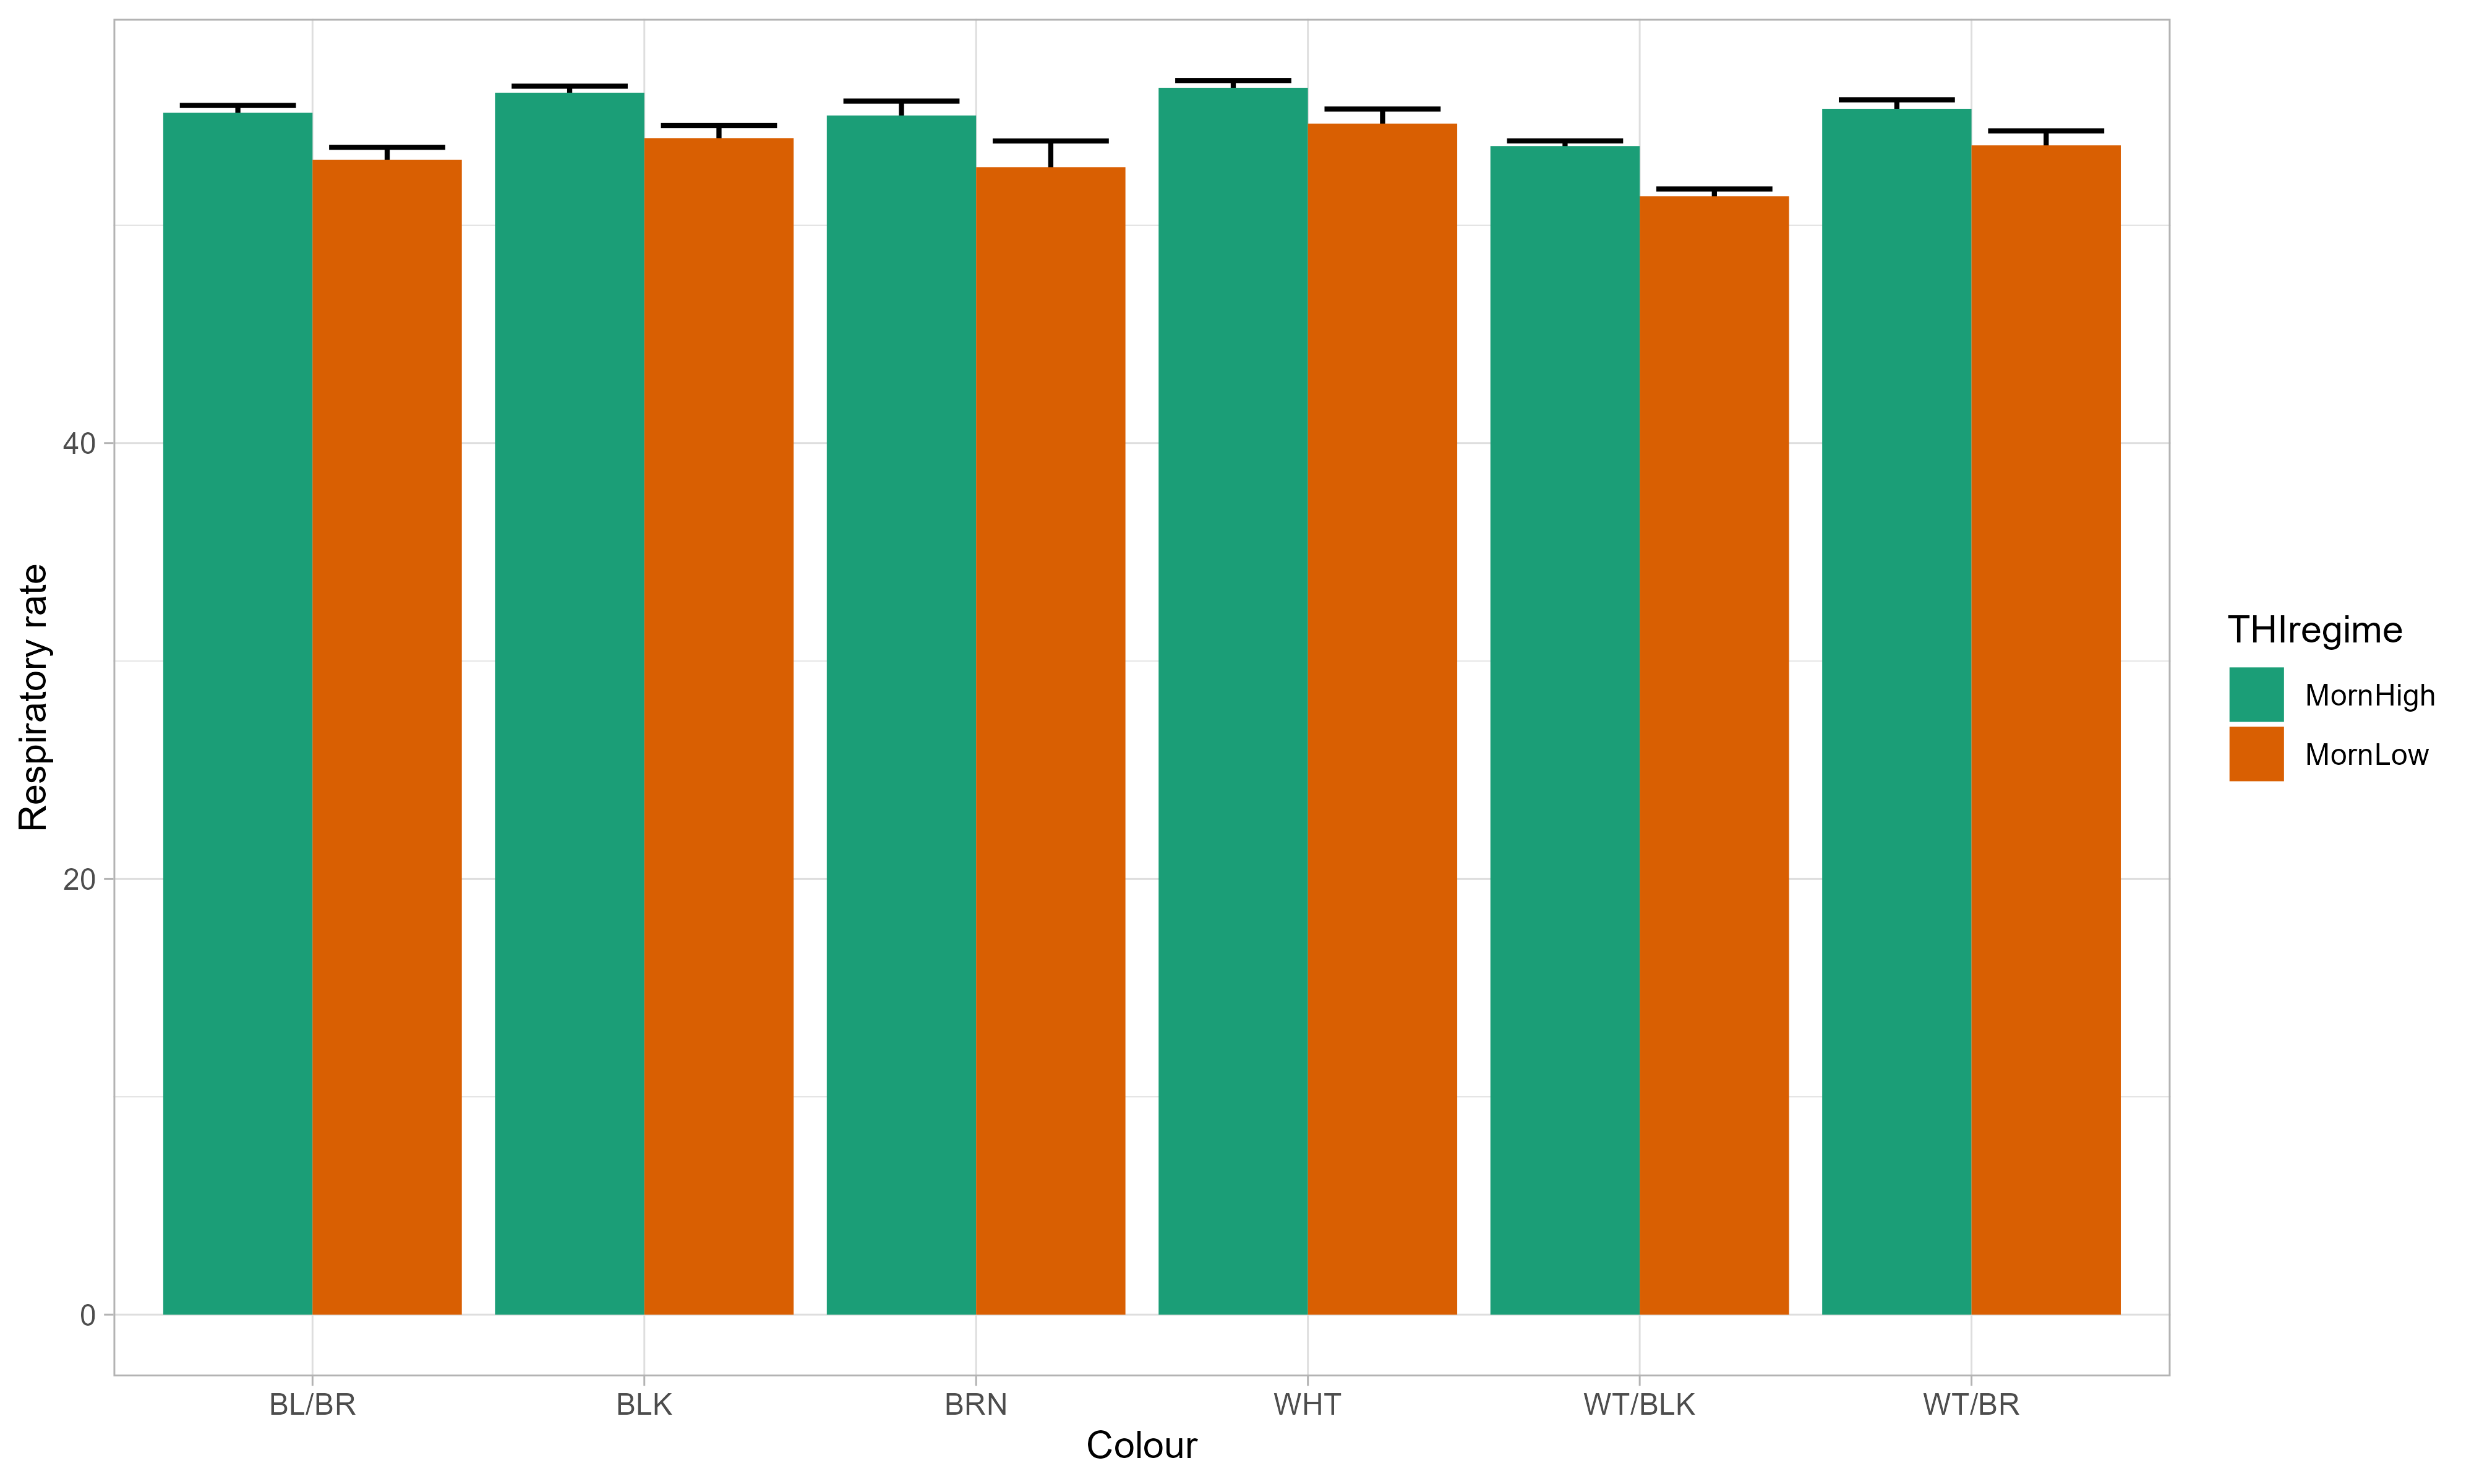 40
20
0
Respiratory rate
BL/BR
BLK
BRN
WHT
WT/BLK
WT/BR
Colour
THIregime
MornHigh
MornLow